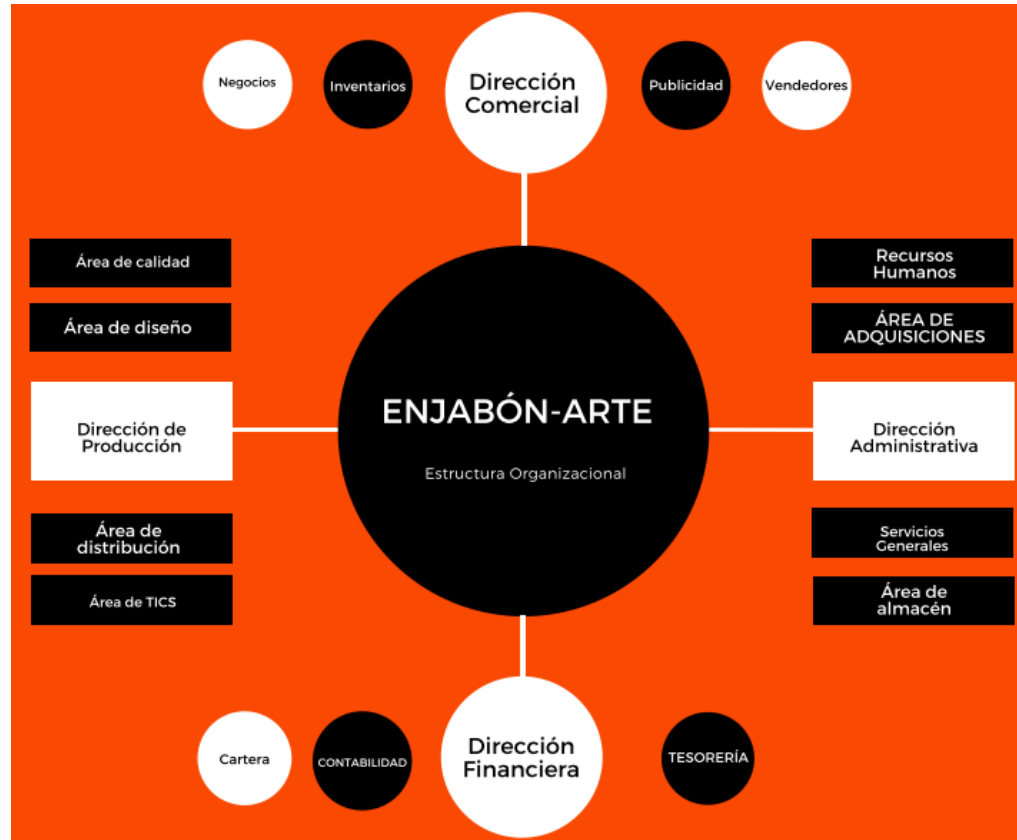 Negocios
Inventarios
Dirección
Comercial
Publicidad
Vendedores
Área de calidad
Área de diseño
Dirección de
Producción
Área de
distribución
Área de TICS
ENJABÓN-ARTE
Estructura Organizacional
Recursos
Humanos
ÁREA DE
ADQUISICIONES
Dirección
Administrativa
Servicios
Generales
Área de
almacén
Cartera
CONTABILIDAD
Dirección
Financiera
TESORERÍA